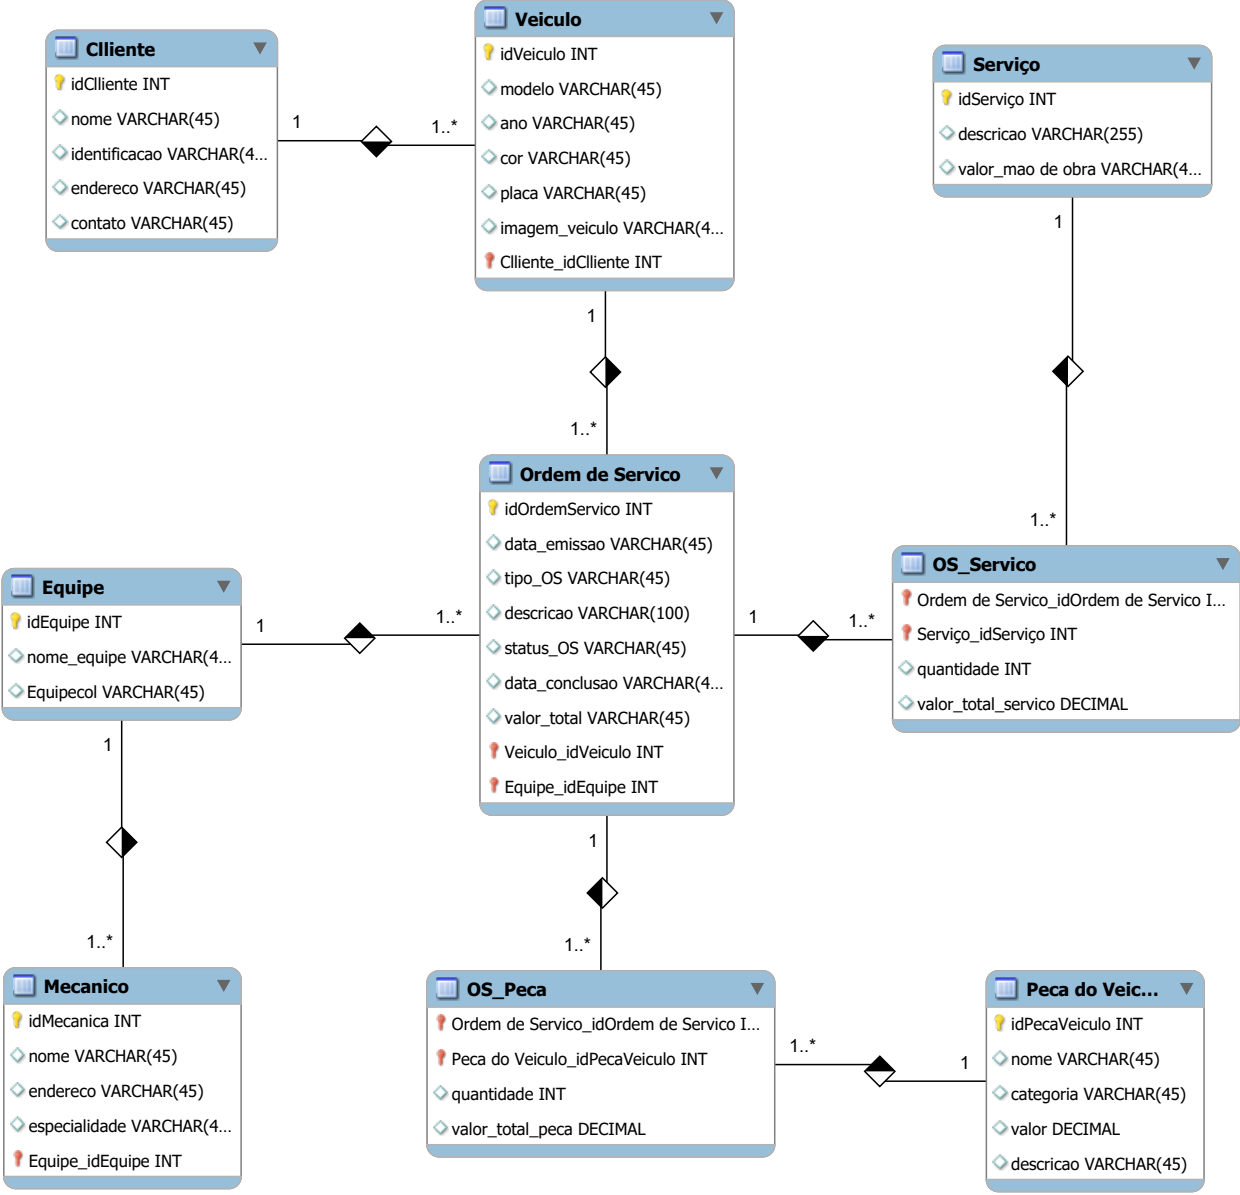 Clliente
idClliente INT
nome VARCHAR(45)
identificacao VARCHAR(4...
endereco VARCHAR(45)
contato VARCHAR(45)
1
1..*
Veiculo
idVeiculo INT
modelo VARCHAR(45)
ano VARCHAR(45)
cor VARCHAR(45)
placa VARCHAR(45)
imagem_veiculo VARCHAR(4...
Clliente_idClliente INT
Serviço
idServiço INT
descricao VARCHAR(255)
valor_mao de obra VARCHAR(4...
1
1..*
1
1..*
Ordem de Servico
idOrdemServico INT
data_emissao VARCHAR(45)
tipo_OS VARCHAR(45)
descricao VARCHAR(100)
status_OS VARCHAR(45)
data_conclusao VARCHAR(4...
valor_total VARCHAR(45)
Veiculo_idVeiculo INT
Equipe_idEquipe INT
Equipe
idEquipe INT
nome_equipe VARCHAR(4...
Equipecol VARCHAR(45)
1
1..*
1
1..*
OS_Servico
Ordem de Servico_idOrdem de Servico I...
Serviço_idServiço INT
quantidade INT
valor_total_servico DECIMAL
1
1..*
1
1..*
Mecanico
idMecanica INT
nome VARCHAR(45)
endereco VARCHAR(45)
especialidade VARCHAR(4...
Equipe_idEquipe INT
OS_Peca
Ordem de Servico_idOrdem de Servico I...
Peca do Veiculo_idPecaVeiculo INT
quantidade INT
valor_total_peca DECIMAL
1..*
1
Peca do Veic...
idPecaVeiculo INT
nome VARCHAR(45)
categoria VARCHAR(45)
valor DECIMAL
descricao VARCHAR(45)